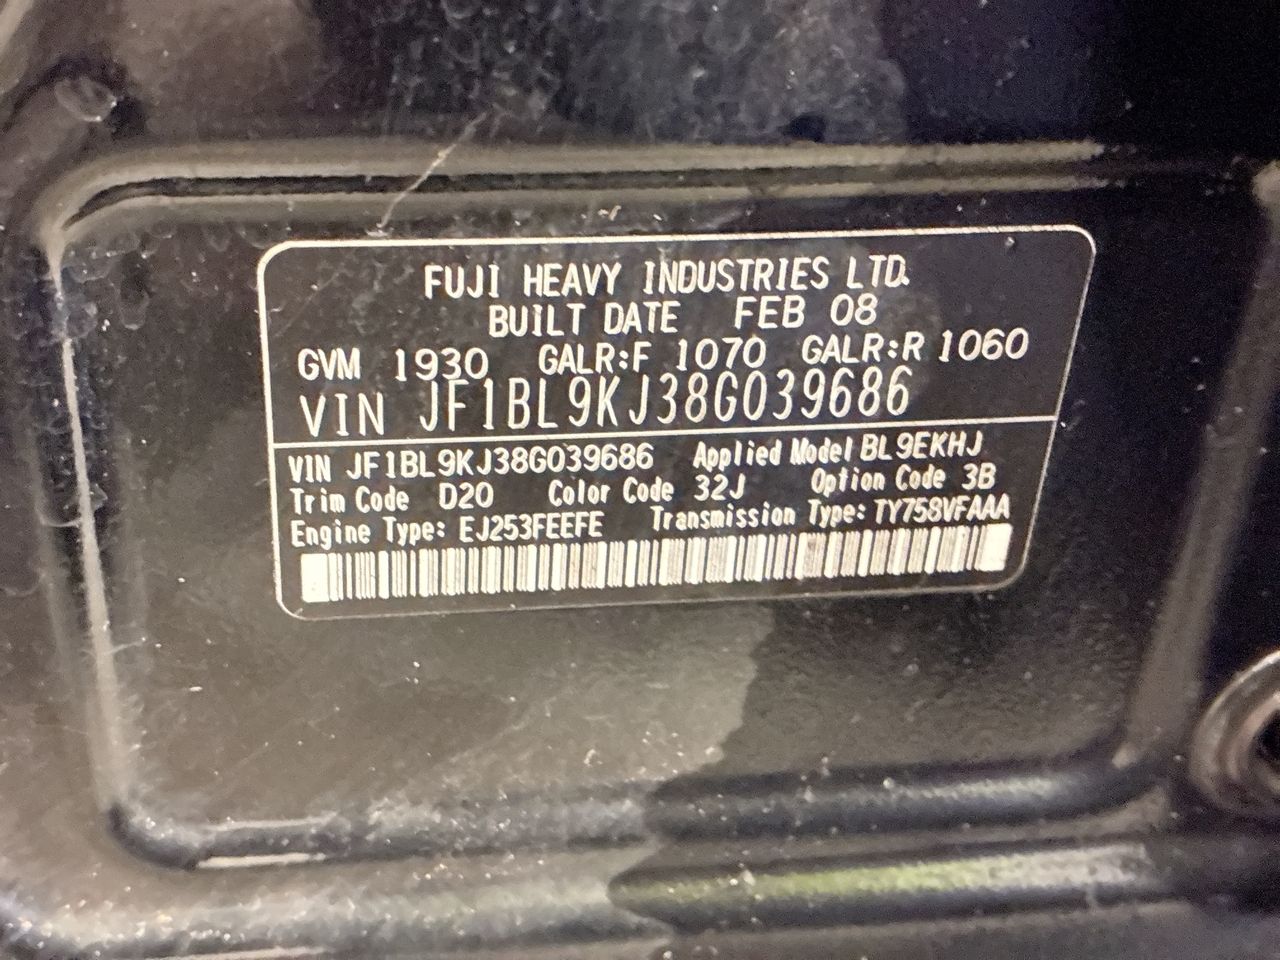 FUJI HEAVY INDUSTRIES LTD.
BUILT DATE FEB 08
GVM 1930 GALR:F 1070 GALR:R 1060
VIN JF1BL9KJ38G039686
VIN JF1BL9KJ38G039686 Applied Model BL9EKHJ
Trim Code D20 Color Code 32J Option Code 3B
Engine Type: EJ253FEEFE Transmission Type: TY758VFAAA